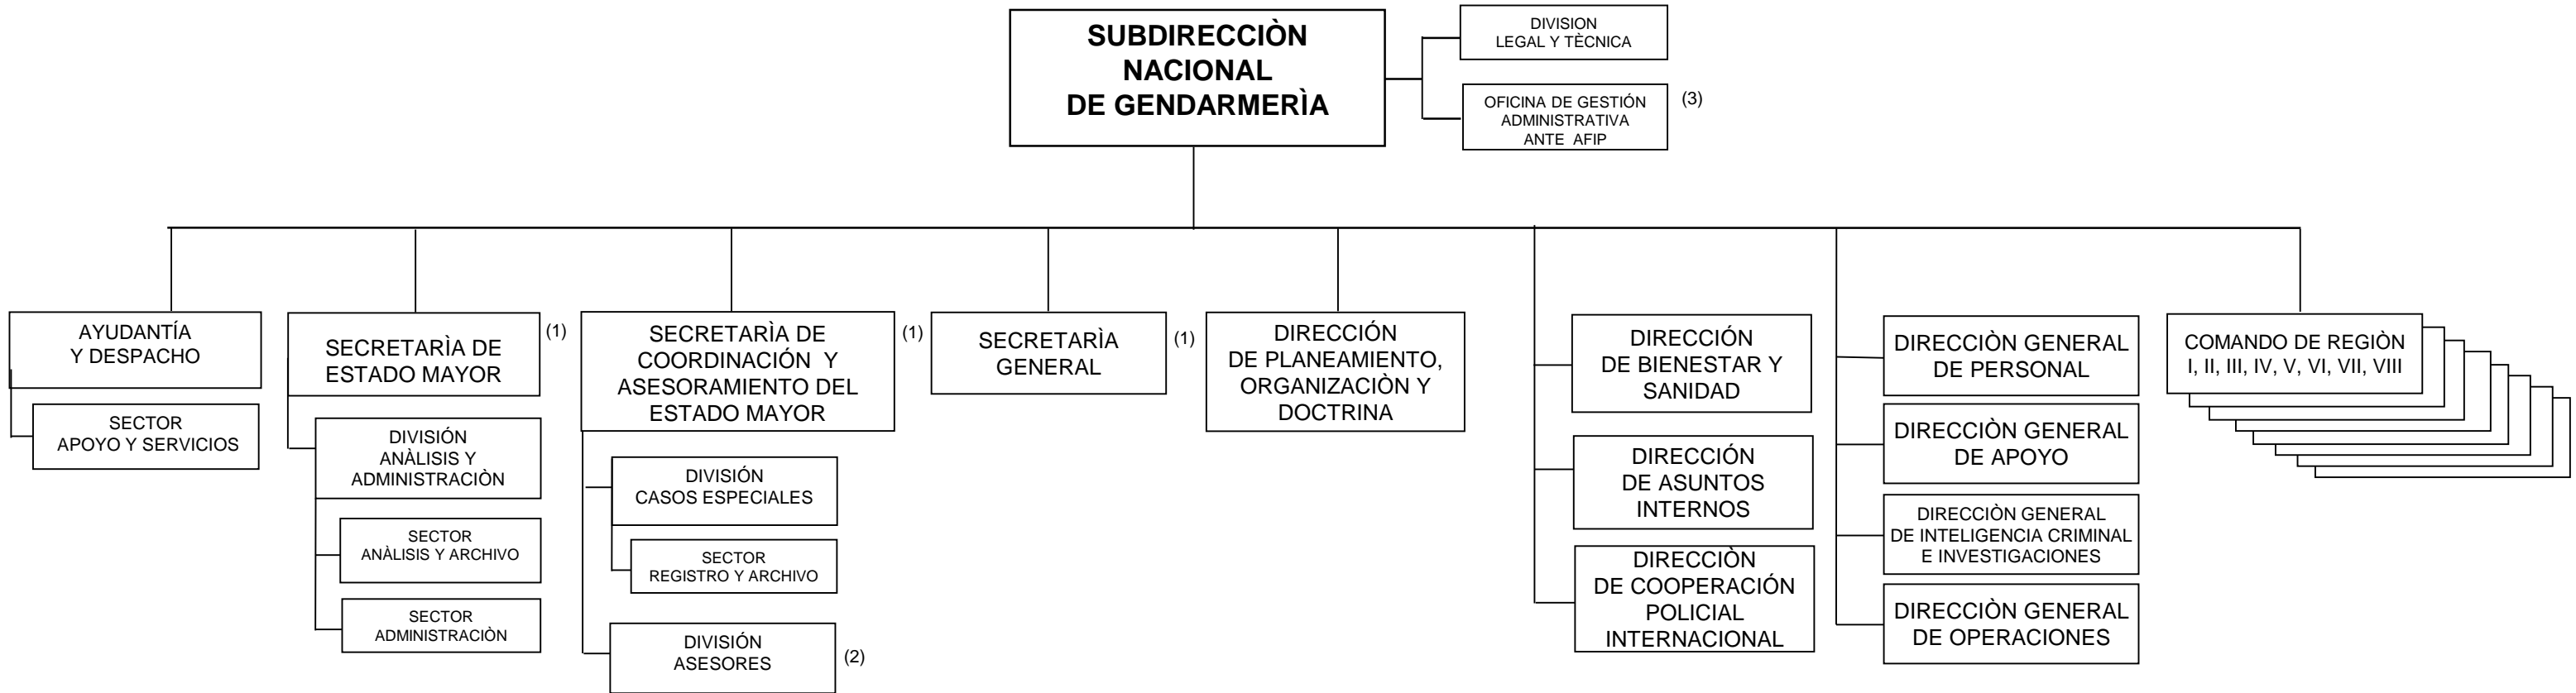 SUBDIRECCIÒN
NACIONAL
DE GENDARMERÌA
DIVISION
LEGAL Y TÈCNICA
OFICINA DE GESTIÓN
ADMINISTRATIVA
ANTE AFIP
(3)
AYUDANTÍA
Y DESPACHO
SECTOR
APOYO Y SERVICIOS
SECRETARÌA DE
ESTADO MAYOR
(1)
DIVISIÓN
ANÀLISIS Y
ADMINISTRACIÒN
SECTOR
ANÀLISIS Y ARCHIVO
SECTOR
ADMINISTRACIÒN
SECRETARÌA DE
COORDINACIÓN Y
ASESORAMIENTO DEL
ESTADO MAYOR
(1)
DIVISIÓN
CASOS ESPECIALES
SECTOR
REGISTRO Y ARCHIVO
DIVISIÓN
ASESORES
(2)
SECRETARÌA
GENERAL
(1)
DIRECCIÓN
DE PLANEAMIENTO,
ORGANIZACIÒN Y
DOCTRINA
DIRECCIÓN
DE BIENESTAR Y
SANIDAD
DIRECCIÓN
DE ASUNTOS
INTERNOS
DIRECCIÒN
DE COOPERACIÓN
POLICIAL
INTERNACIONAL
DIRECCIÒN GENERAL
DE PERSONAL
DIRECCIÒN GENERAL
DE APOYO
DIRECCIÒN GENERAL
DE INTELIGENCIA CRIMINAL
E INVESTIGACIONES
DIRECCIÒN GENERAL
DE OPERACIONES
COMANDO DE REGIÒN
I, II, III, IV, V, VI, VII, VIII